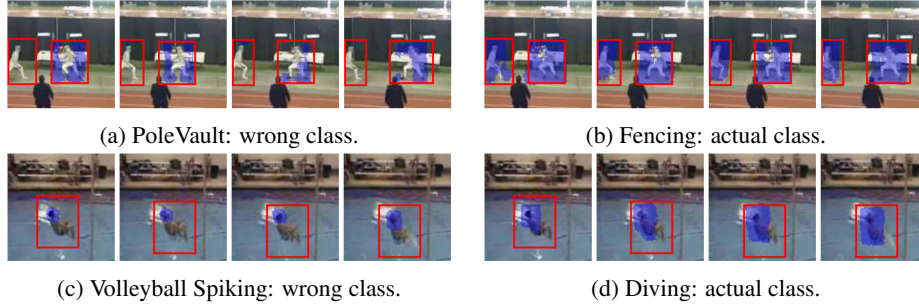 (a) PoleVault: wrong class.
(b) Fencing: actual class.
(c) Volleyball Spiking: wrong class.
(d) Diving: actual class.